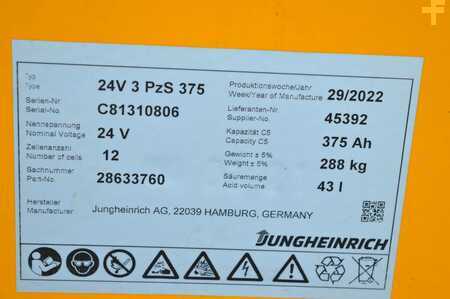 Typ
Type 24V 3 PzS 375
Produktionswoche/Jahr
Week/Year of Manufacture 29/2022
Serien-Nr
Serial-No. C81310806
Lieferanten-Nr.
Supplier-No. 45392
Nennspannung
Nominal Voltage 24 V
Kapazität C5
Capacity C5 375 Ah
Zellenanzahl
Number of cells 12
Gewicht ± 5%
Weight ± 5% 288 kg
Sachnummer
Part-No. 28633760
Säuremenge
Acid volume 43 l
Hersteller
Manufacturer Jungheinrich AG, 22039 HAMBURG, GERMANY
JUNGHEINRICH
Pb